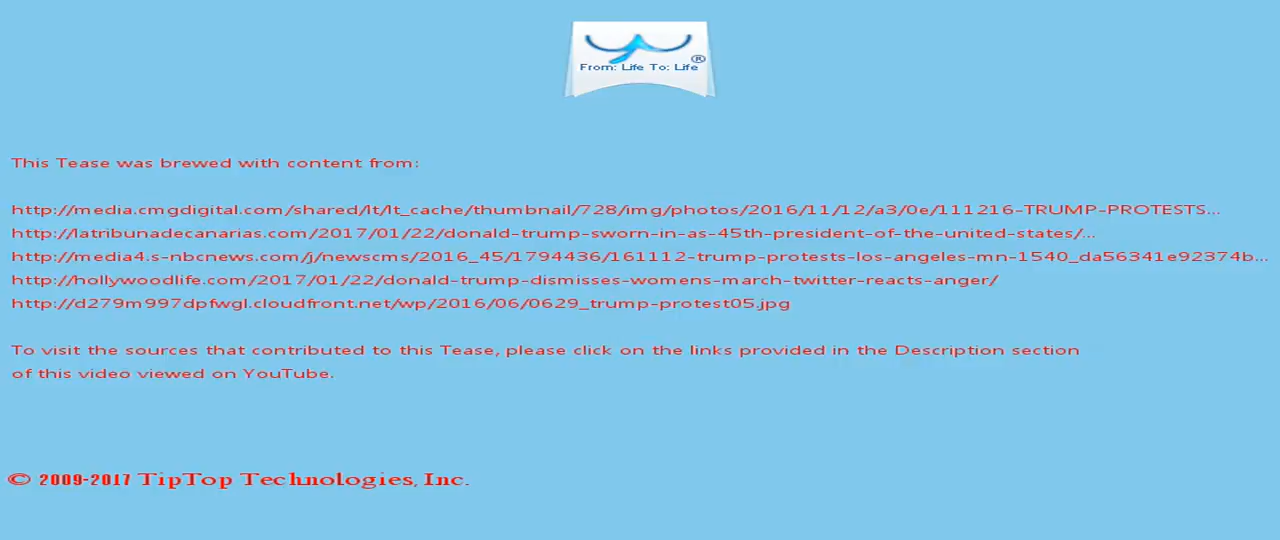 From: Life To: Life ®
This Tease was brewed with content from:
http://media.cmgdigital.com/shared/lt/lt_cache/thumbnail/728/img/photos/2016/11/12/a3/0e/111216-TRUMP-PROTESTS...
http://latribunadecanarias.com/2017/01/22/donald-trump-sworn-in-as-45th-president-of-the-united-states/...
http://media4.s-nbcnews.com/j/newscms/2016_45/1794436/161112-trump-protests-los-angeles-mn-1540_da56341e92374b...
http://hollywoodlife.com/2017/01/22/donald-trump-dismisses-womens-march-twitter-reacts-anger/
http://d279m997dpfwgl.cloudfront.net/wp/2016/06/0629_trump-protest05.jpg
To visit the sources that contributed to this Tease, please click on the links provided in the Description section
of this video viewed on YouTube.
© 2009-2017 TipTop Technologies, Inc.